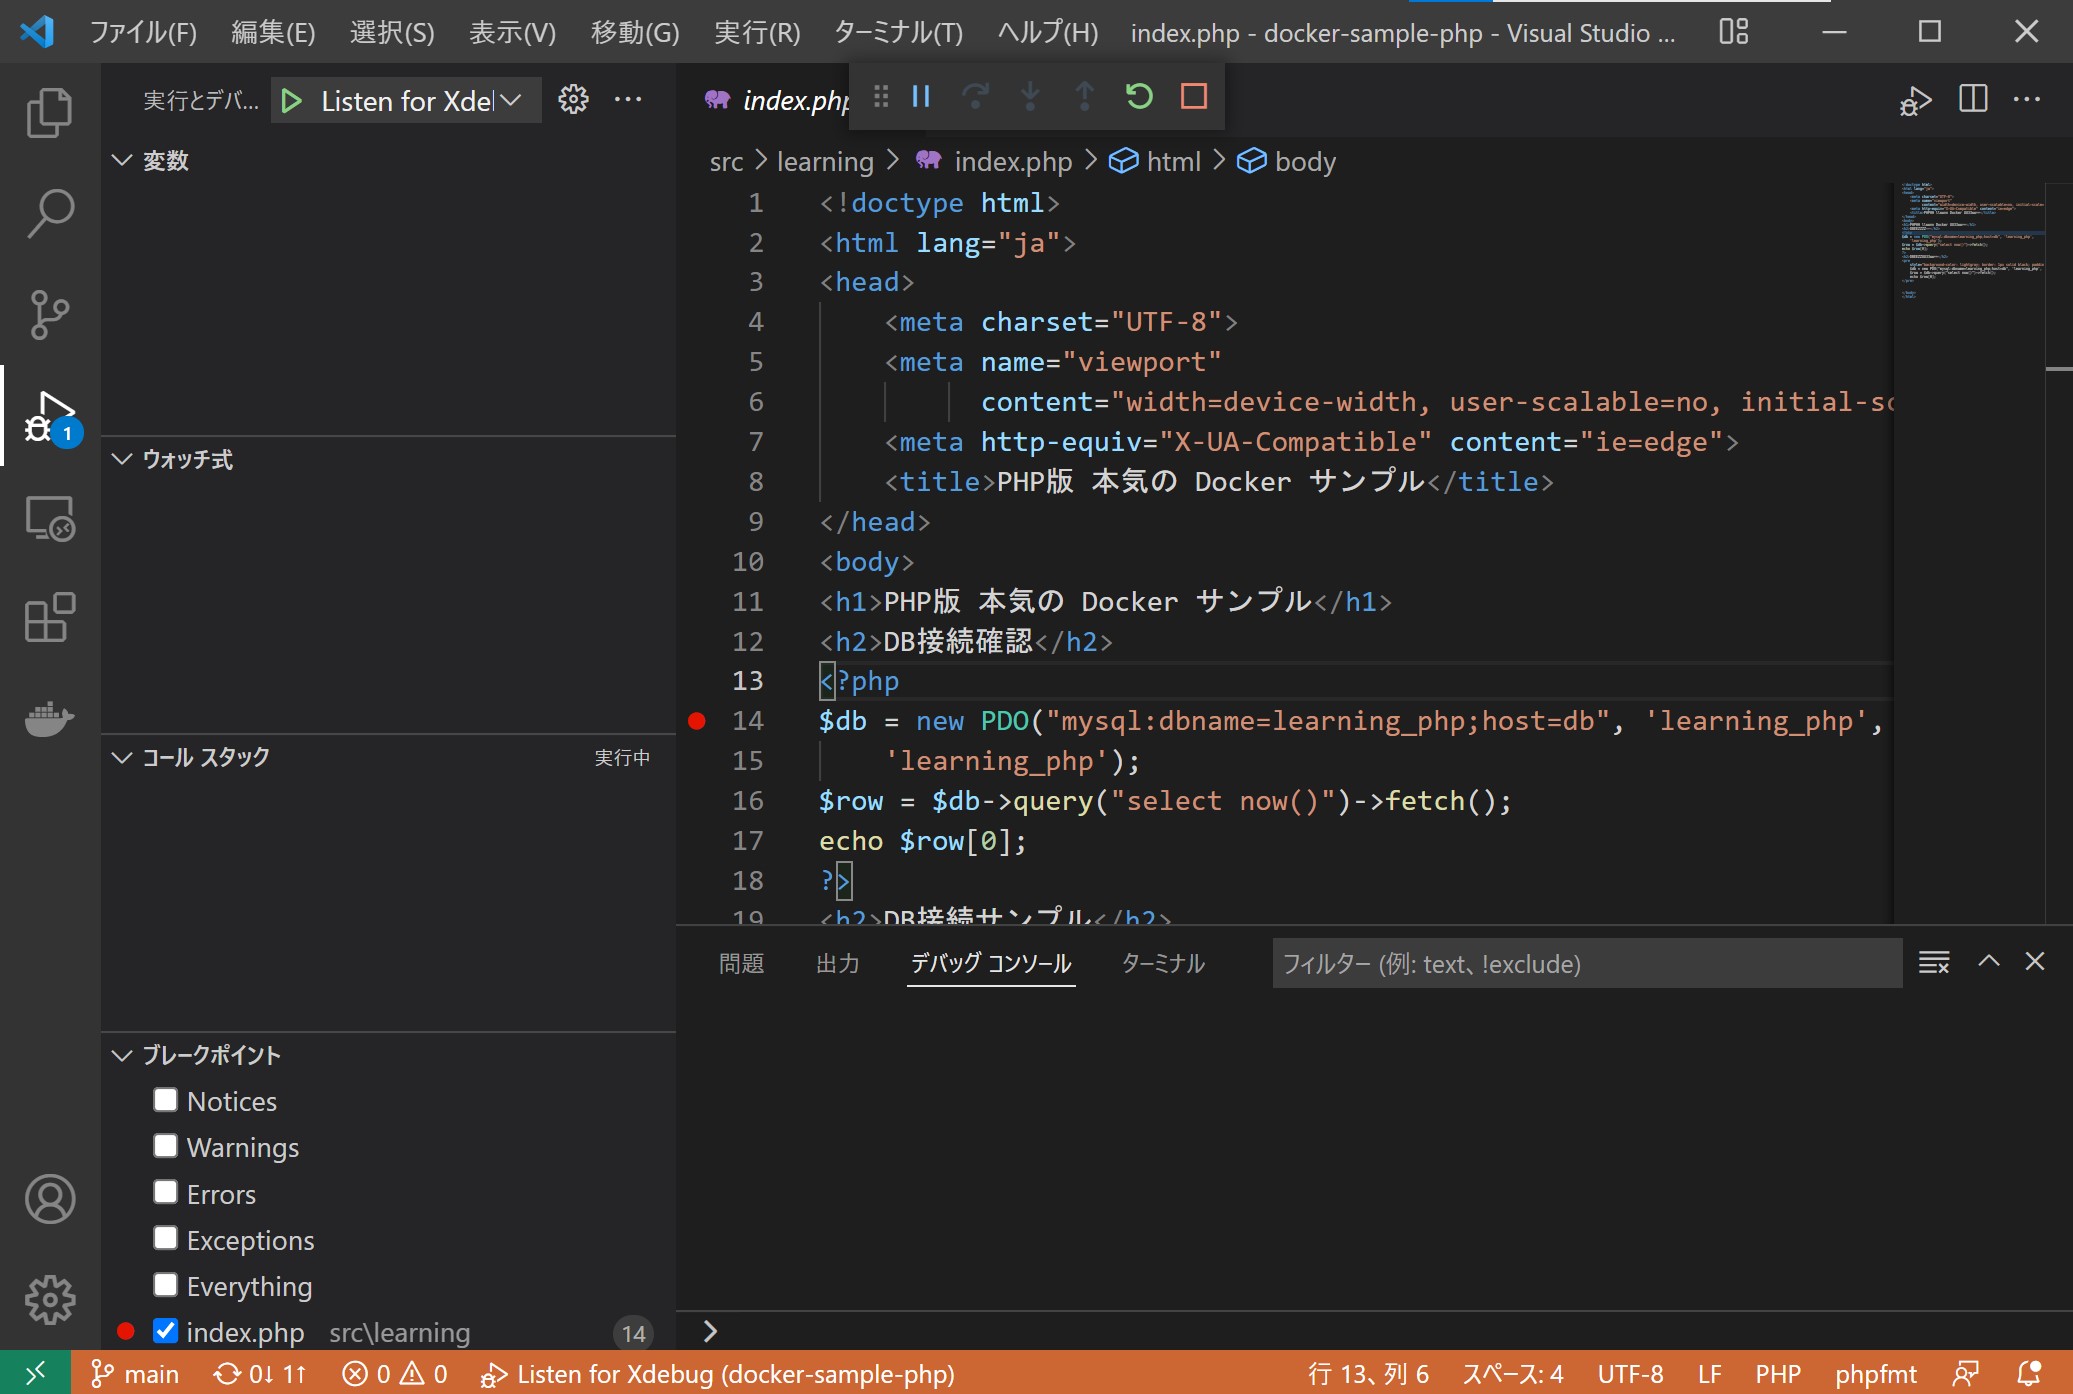 ファイル(F) 編集(E) 選択(S) 表示(V) 移動(G) 実行(R) ターミナル(T) ヘルプ(H) index.php - docker-sample-php - Visual Studio ...
実行とデバ... Listen for Xde
index.php
変数
src learning index.php html body
1 <!doctype html>
2 <html lang="ja">
3 <head>
4 <meta charset="UTF-8">
5 <meta name="viewport"
6 content="width=device-width, user-scalable=no, initial-sc
7 <meta http-equiv="X-UA-Compatible" content="ie=edge">
8 <title>PHP版 本気の Docker サンプル</title>
9 </head>
10 <body>
11 <h1>PHP版 本気の Docker サンプル</h1>
12 <h2>DB接続確認</h2>
13 <?php
14 $db = new PDO("mysql:dbname=learning_php;host=db", 'learning_php',
15 'learning_php');
16 $row = $db->query("select now()")->fetch();
17 echo $row[0];
18 ?>
19 <h2>DB接続サンプル</h2>
1
ウォッチ式
コール スタック 実行中
問題 出力 デバッグ コンソール ターミナル フィルター (例: text、!exclude)
ブレークポイント
Notices
Warnings
Errors
Exceptions
Everything
index.php src\learning 14
main 0↓ 1↑ 0 0 Listen for Xdebug (docker-sample-php) 行 13、列 6 スペース: 4 UTF-8 LF PHP phpfmt